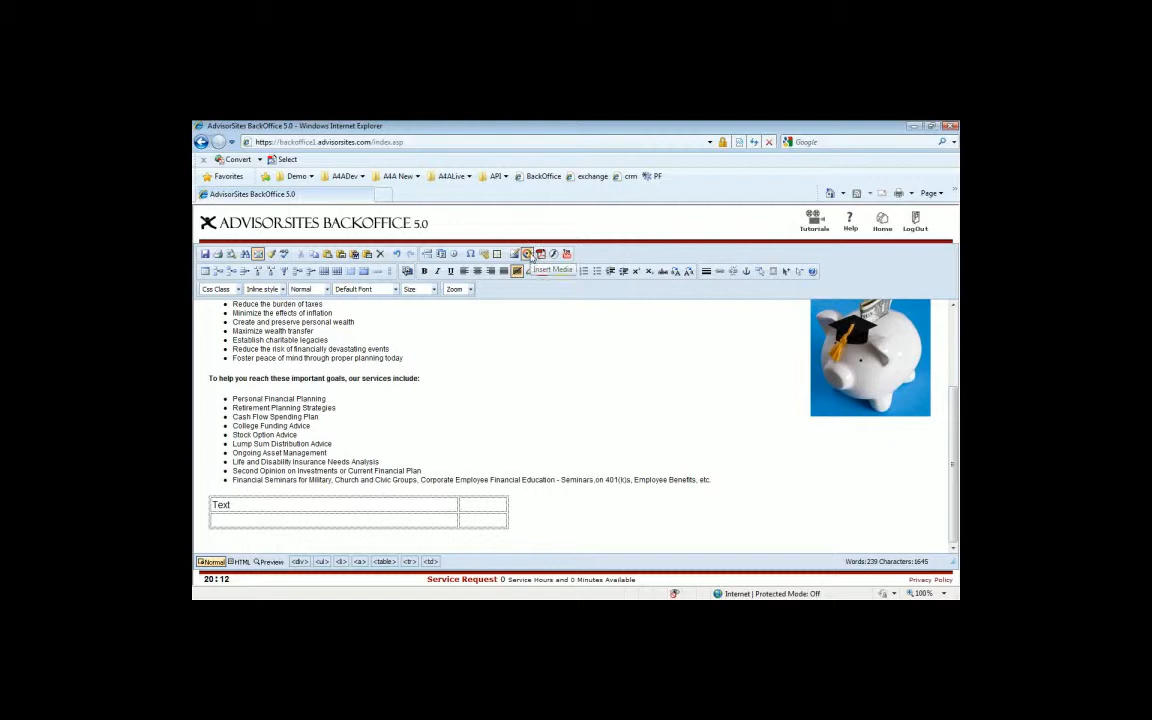 AdvisorSites BackOffice 5.0 - Windows Internet Explorer
https://backoffice1.advisorsites.com/index.asp
Google
Convert
Select
Favorites
Demo
A4ADev
A4A New
A4ALive
API
BackOffice
exchange
crm
PF
AdvisorSites BackOffice 5.0
Page
ADVISORSITES BACKOFFICE 5.0
Tutorials
Help
Home
LogOut
Insert Media
Css Class
Inline style
Normal
Default Font
Size
Zoom
Reduce the burden of taxes
Minimize the effects of inflation
Create and preserve personal wealth
Maximize wealth transfer
Establish charitable legacies
Reduce the risk of financially devastating events
Foster peace of mind through proper planning today
To help you reach these important goals, our services include:
Personal Financial Planning
Retirement Planning Strategies
Cash Flow Spending Plan
College Funding Advice
Stock Option Advice
Lump Sum Distribution Advice
Ongoing Asset Management
Life and Disability Insurance Needs Analysis
Second Opinion on Investments or Current Financial Plan
Financial Seminars for Military, Church and Civic Groups, Corporate Employee Financial Education - Seminars on 401(k)s, Employee Benefits, etc.
Text
Normal
HTML
Preview
<div>
<ul>
<li>
<a>
<table>
<tr>
<td>
Words:239 Characters:1645
20:12
Service Request 0 Service Hours and 0 Minutes Available
Privacy Policy
Internet | Protected Mode: Off
100%